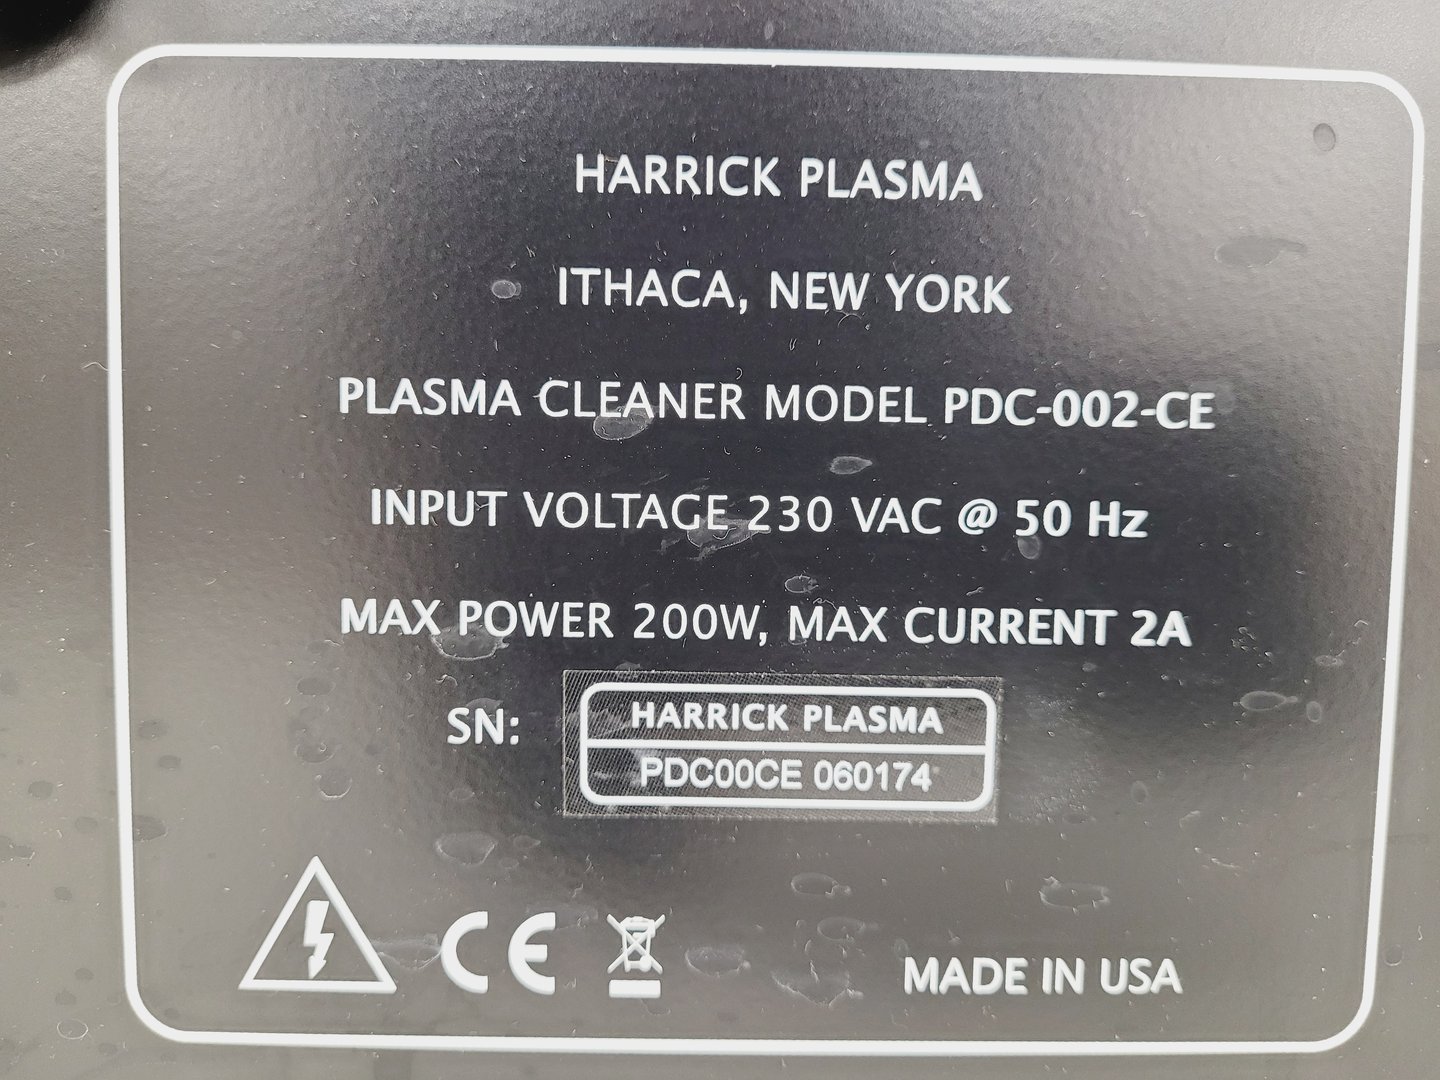 HARRICK PLASMA
ITHACA, NEW YORK
PLASMA CLEANER MODEL PDC-002-CE
INPUT VOLTAGE 230 VAC @ 50 Hz
MAX POWER 200W, MAX CURRENT 2A
SN:
HARRICK PLASMA
PDC00CE 060174
CE
MADE IN USA